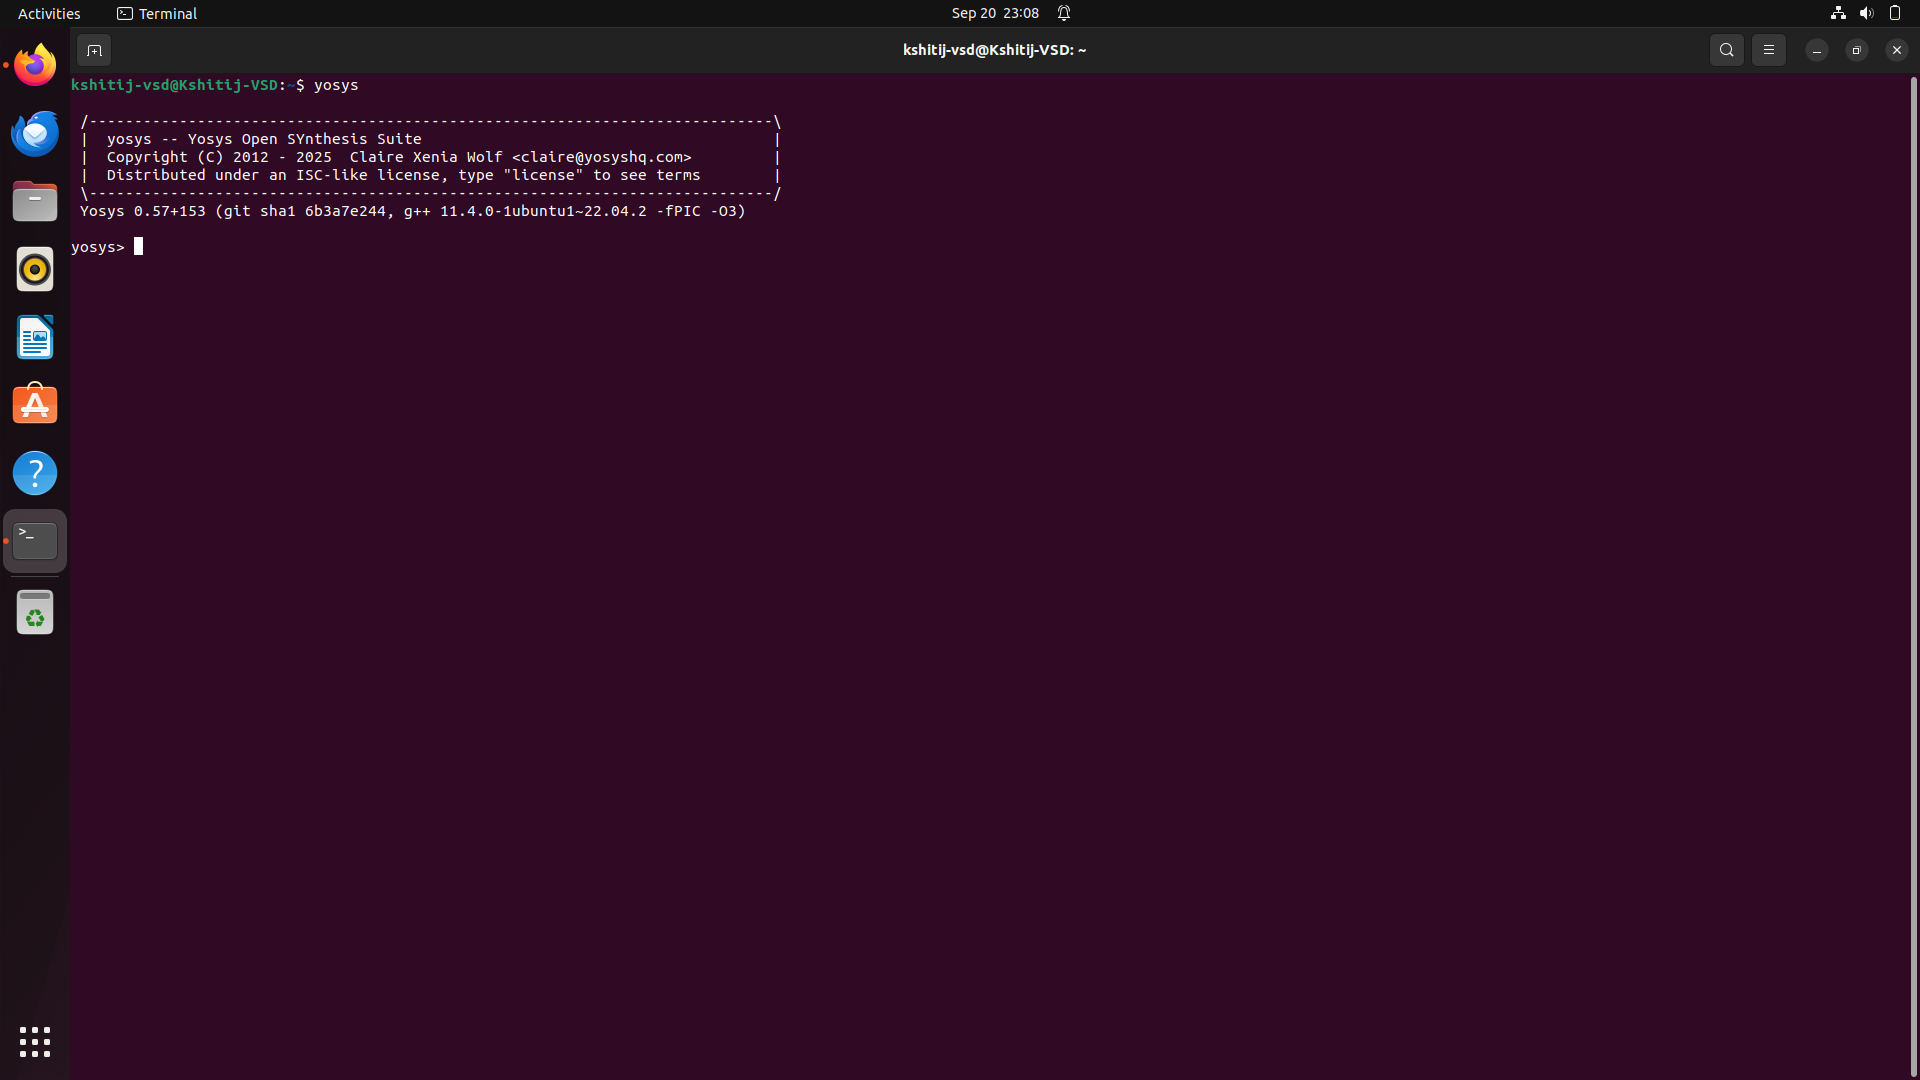 Activities Terminal Sep 20 23:08
kshitij-vsd@Kshitij-VSD: ~
kshitij-vsd@Kshitij-VSD:~$ yosys
/----------------------------------------------------------------------------\
| yosys -- Yosys Open SYnthesis Suite |
| Copyright (C) 2012 - 2025 Claire Xenia Wolf <claire@yosyshq.com> |
| Distributed under an ISC-like license, type "license" to see terms |
\----------------------------------------------------------------------------/
Yosys 0.57+153 (git sha1 6b3a7e244, g++ 11.4.0-1ubuntu1~22.04.2 -fPIC -O3)
yosys>